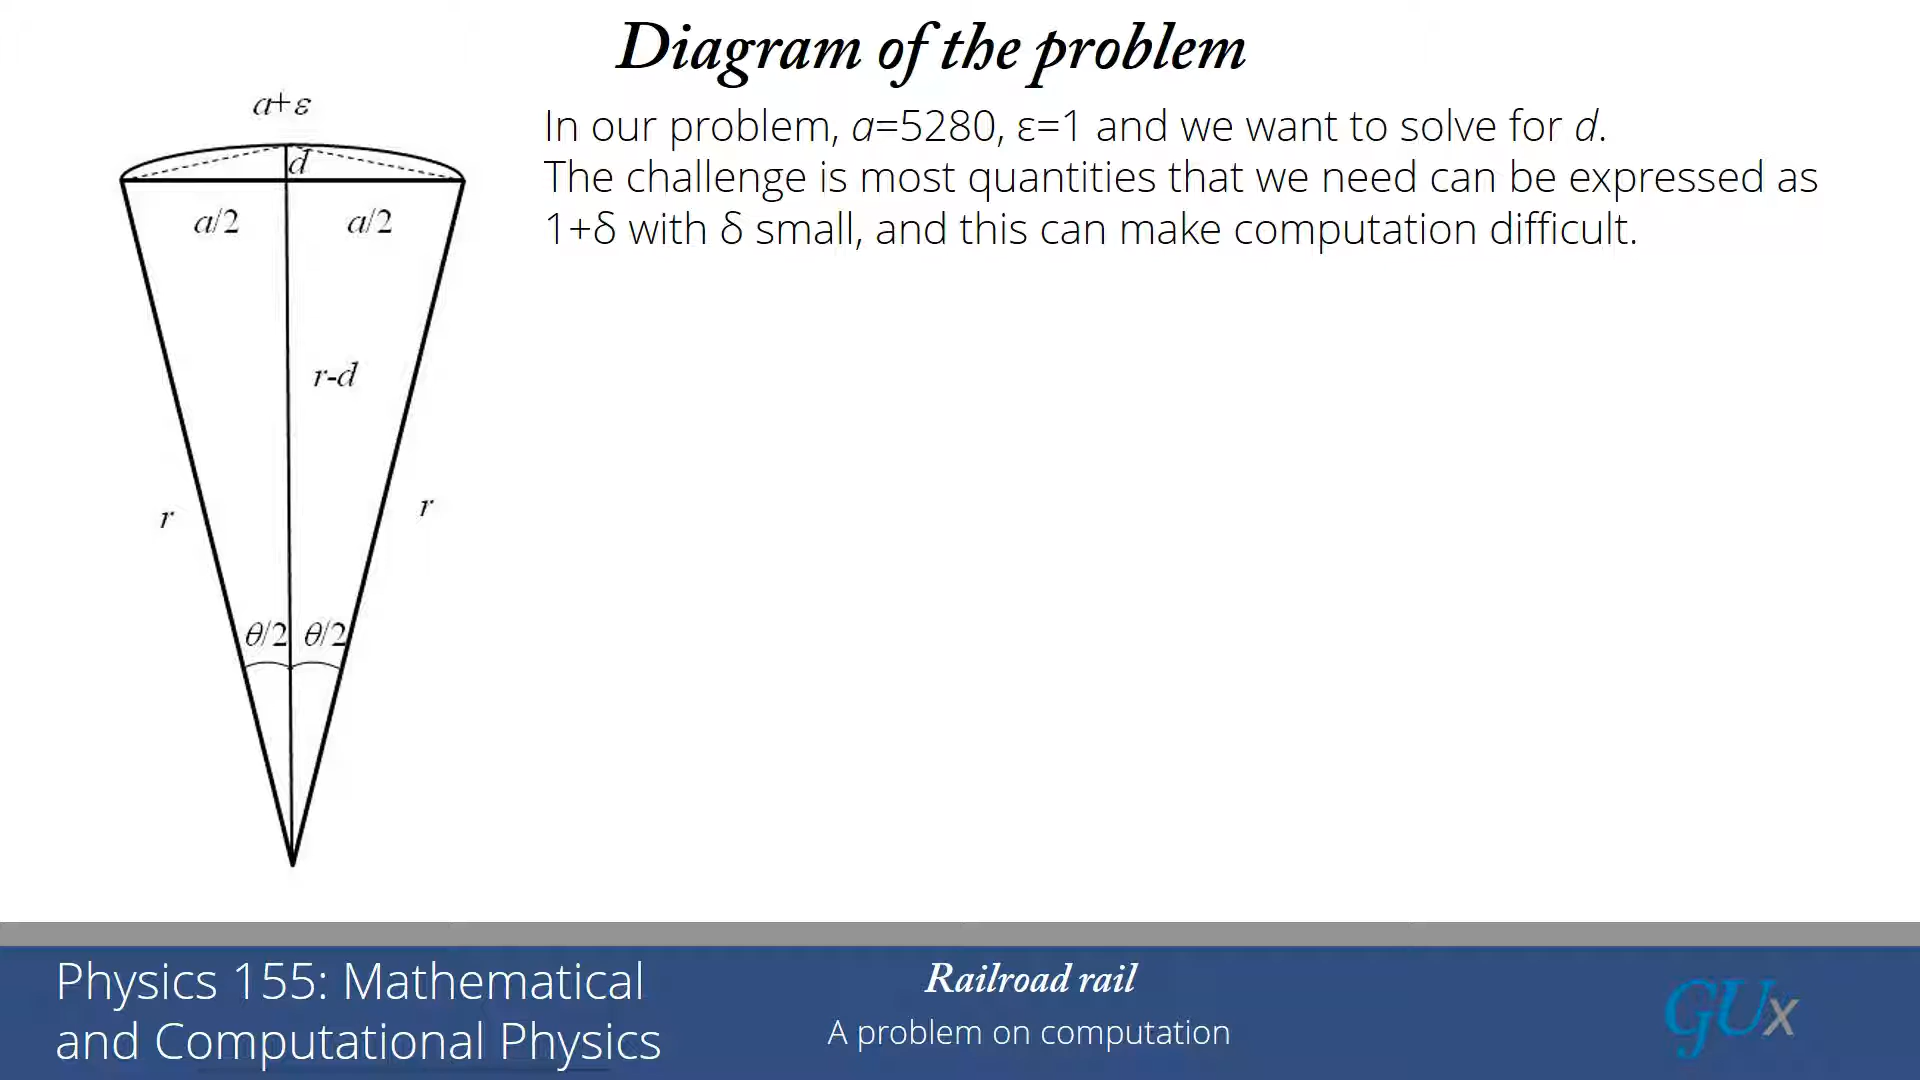 Diagram of the problem
a+ε
d
a/2 a/2
r-d
r r
θ/2 θ/2
In our problem, a=5280, ε=1 and we want to solve for d.
The challenge is most quantities that we need can be expressed as
1+δ with δ small, and this can make computation difficult.
Physics 155: Mathematical
and Computational Physics
Railroad rail
A problem on computation
GUx